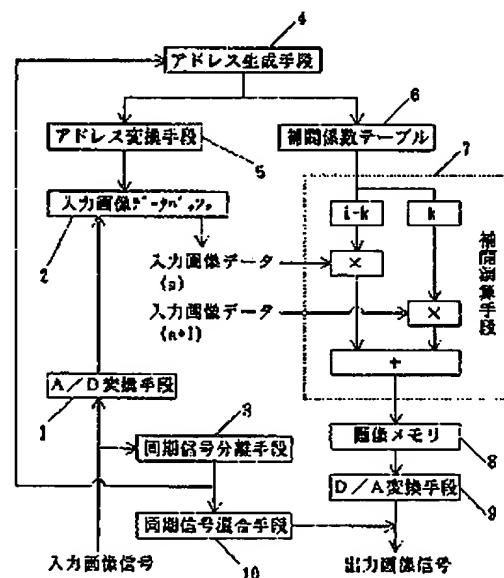 4
アドレス生成手段
6
アドレス変換手段
補間係数テーブル
7
5
入力画像データバッファ
i-k
k
2
入力画像データ
(n)
×
補間演算手段
入力画像データ
(n+1)
×
+
A/D変換手段
1
3
画像メモリ
同期信号分離手段
8
D/A変換手段
9
同期信号混合手段
入力画像信号
10
出力画像信号